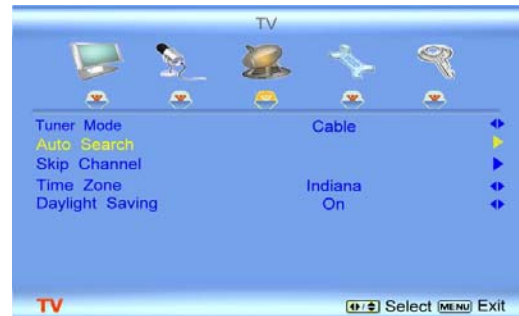 TV
Tuner Mode Cable
Auto Search
Skip Channel
Time Zone Indiana
Daylight Saving On
TV Select MENU Exit